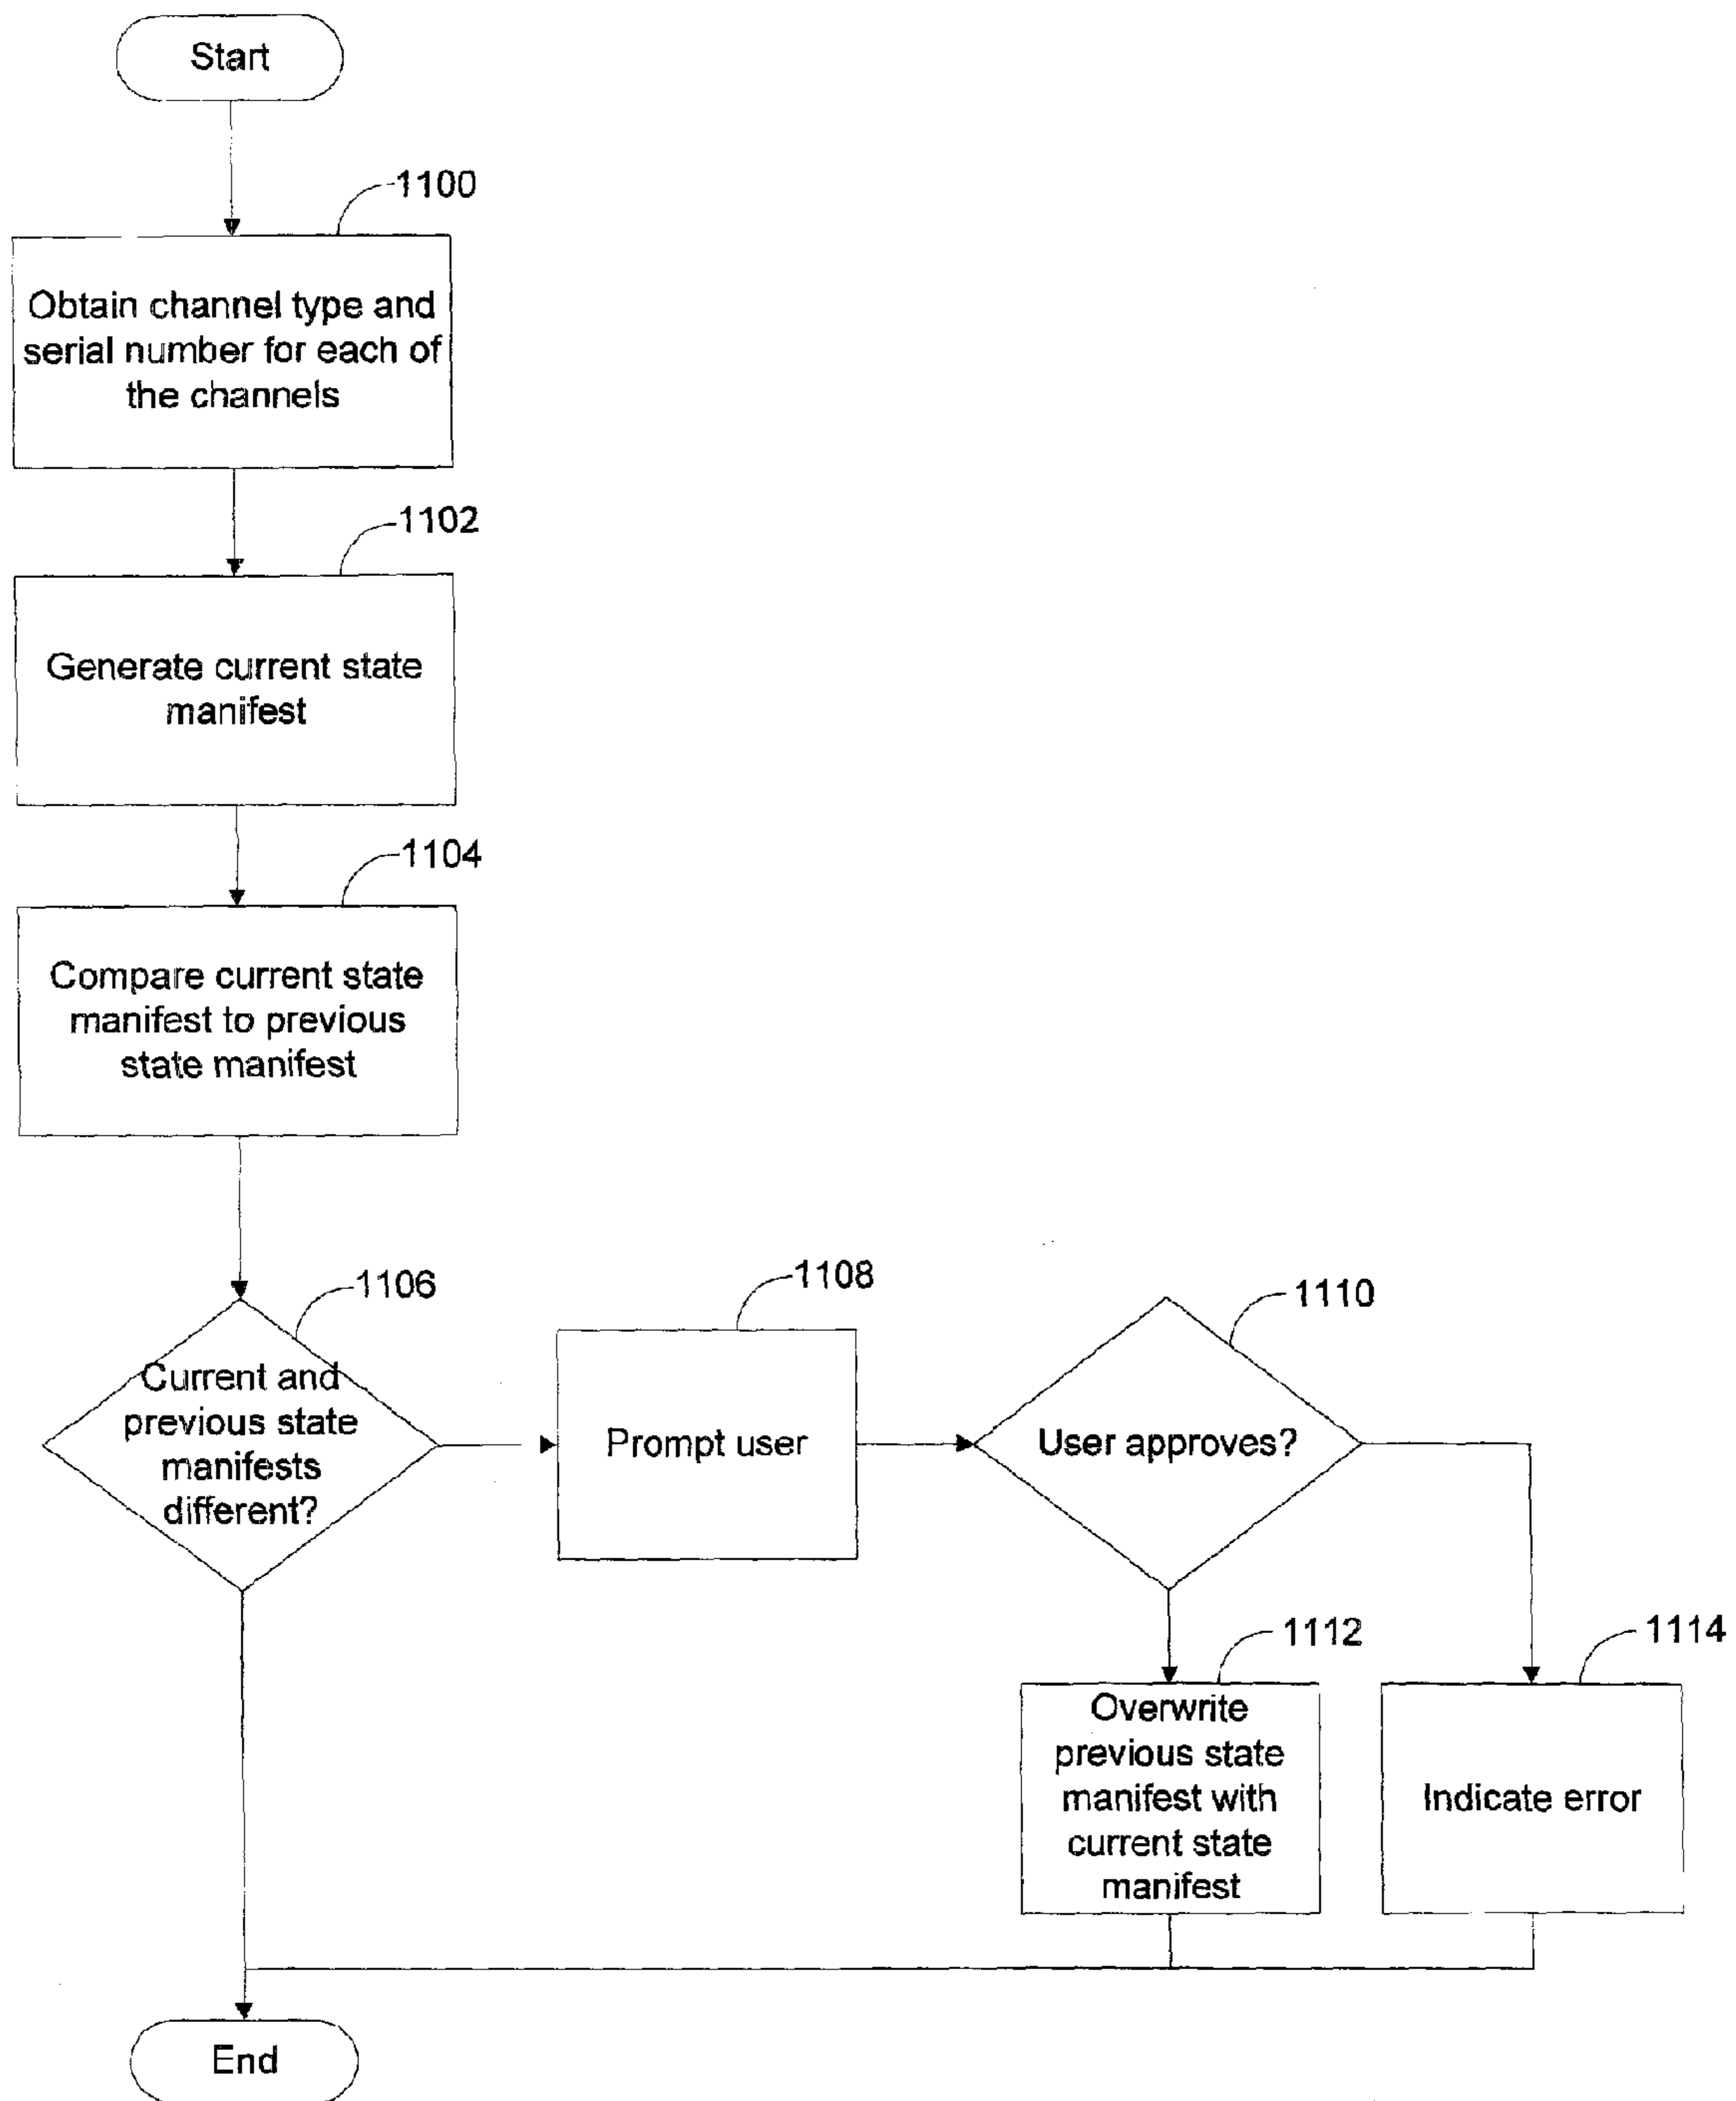 Start
1100
Obtain channel type and
serial number for each of
the channels
1102
Generate current state
manifest
1104
Compare current state
manifest to previous
state manifest
1106
Current and
previous state
manifests
different?
1108
Prompt user
1110
User approves?
1112
Overwrite
previous state
manifest with
current state
manifest
1114
Indicate error
End